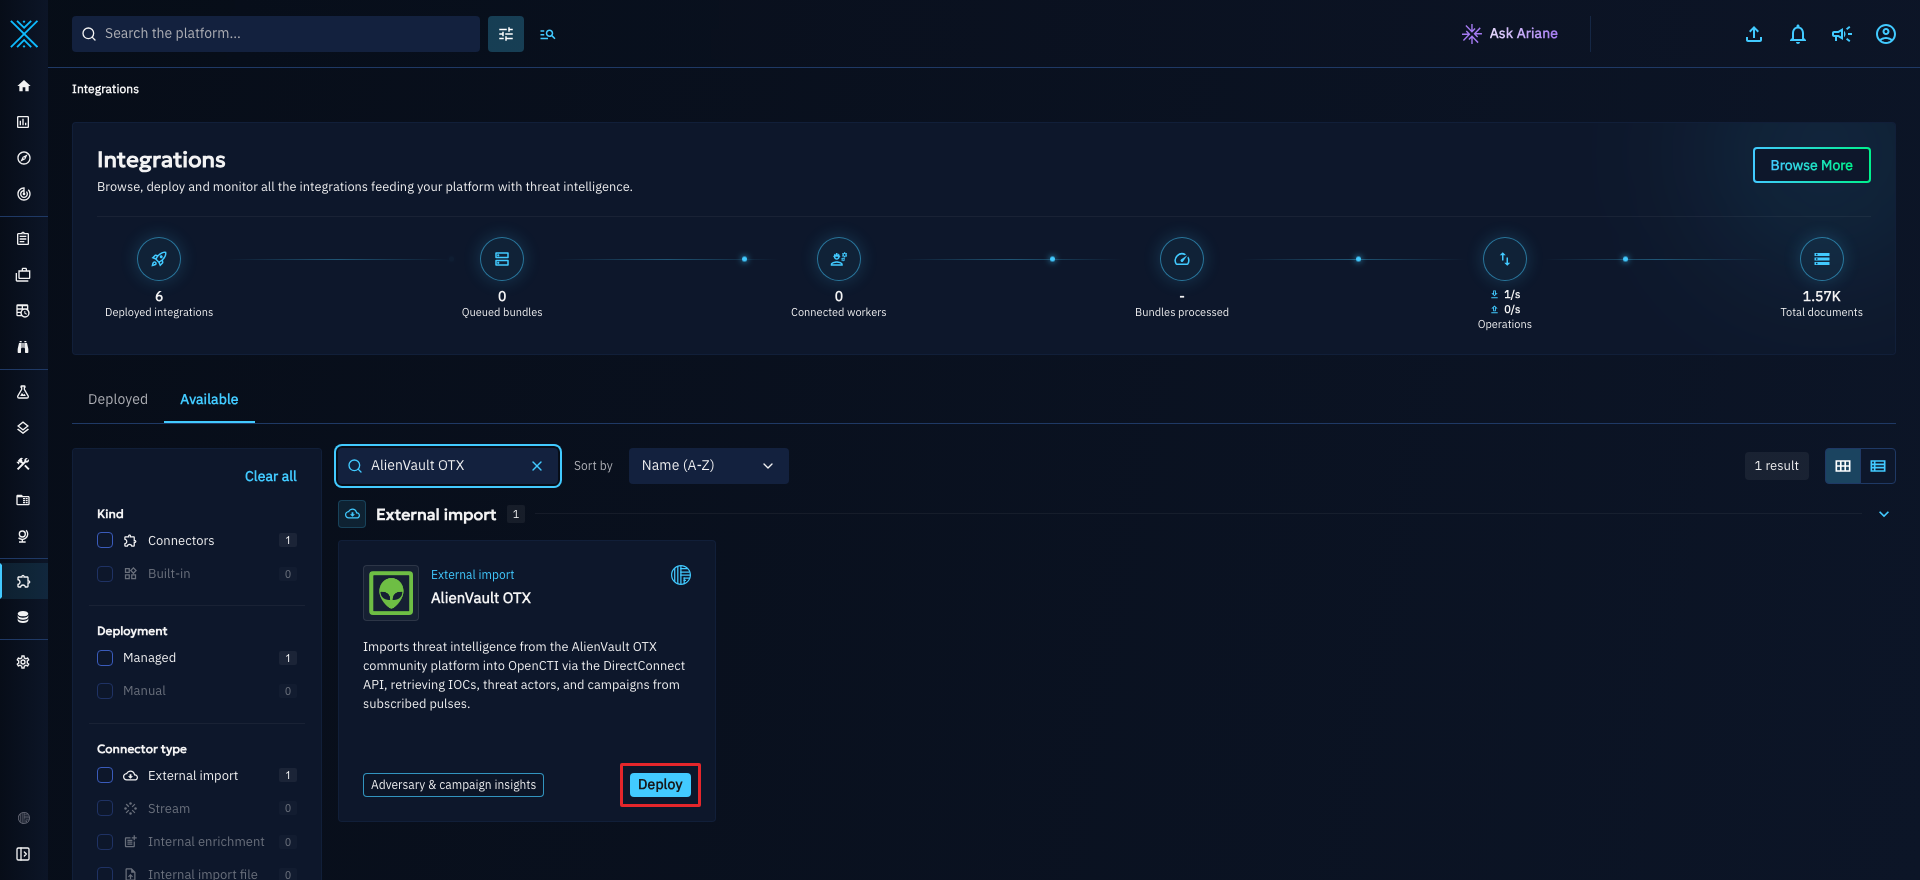 Search the platform...
Ask Ariane
Integrations
Integrations
Browse More
Browse, deploy and monitor all the integrations feeding your platform with threat intelligence.
6
Deployed integrations
0
Queued bundles
0
Connected workers
-
Bundles processed
1/s
0/s
Operations
1.57K
Total documents
Deployed
Available
Clear all
Kind
Connectors 1
Built-in 0
Deployment
Managed 1
Manual 0
Connector type
External import 1
Stream 0
Internal enrichment 0
Internal import file 0
AlienVault OTX
Sort by
Name (A-Z)
1 result
External import 1
External import
AlienVault OTX
Imports threat intelligence from the AlienVault OTX
community platform into OpenCTI via the DirectConnect
API, retrieving IOCs, threat actors, and campaigns from
subscribed pulses.
Adversary & campaign insights
Deploy